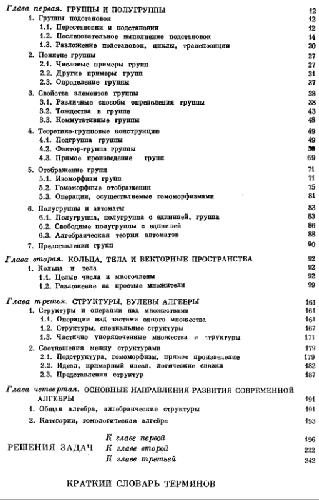 Глава первая. ГРУППЫ И ПОЛУГРУППЫ 12
1. Группы подстановок 12
1.1. Перестановки и подстановки 12
1.2. Последовательное выполнение подстановок 14
1.3. Разложение подстановок, циклы, транспозиции 20
2. Понятие группы 27
2.1. Числовые примеры групп 27
2.2. Другие примеры групп 31
2.3. Определение группы 37
3. Свойства элементов группы 38
3.1. Различные способы определения группы 38
3.2. Тождества в группе 43
3.3. Коммутативные группы 48
4. Теоретико-групповые конструкции 49
4.1. Подгруппа группы 49
4.2. Фактор-группа группы
4.3. Прямое произведение групп 69
5. Отображения групп 71
5.1. Изоморфизм групп 71
5.2. Гомоморфные отображения 75
5.3. Операции, осуществляемые гомоморфизмами 81
6. Полугруппы и автоматы 83
6.1. Полугруппа, полугруппа с единицей, группа 83
6.2. Свободные полугруппы с единицей 86
6.3. Алгебраическая теория автоматов 88
7. Представления групп 90
Глава вторая. КОЛЬЦА, ТЕЛА И ВЕКТОРНЫЕ ПРОСТРАНСТВА 92
1. Кольца и тела 92
1.1. Целые числа и многочлены 92
1.2. Разложение на простые множители 99
Глава третья. СТРУКТУРЫ, БУЛЕВЫ АЛГЕБРЫ 161
1. Структуры и операции над множествами 161
1.1. Операции над частями одного множества 161
1.2. Структуры, специальные структуры 167
1.3. Частично упорядоченные множества и структуры 171
2. Соотношения между структурами 179
2.1. Подструктура, гомоморфизм, прямое произведение 179
2.2. Идеал, примарный идеал, логические связки 182
2.3. Представления структур 187
Глава четвертая. ОСНОВНЫЕ НАПРАВЛЕНИЯ РАЗВИТИЯ СОВРЕМЕННОЙ
АЛГЕБРЫ 191
1. Общая алгебра, алгебраические структуры 191
2. Категории, гомологическая алгебра 193
К главе первой 196
РЕШЕНИЯ ЗАДАЧ К главе второй 222
К главе третьей 242
КРАТКИЙ СЛОВАРЬ ТЕРМИНОВ